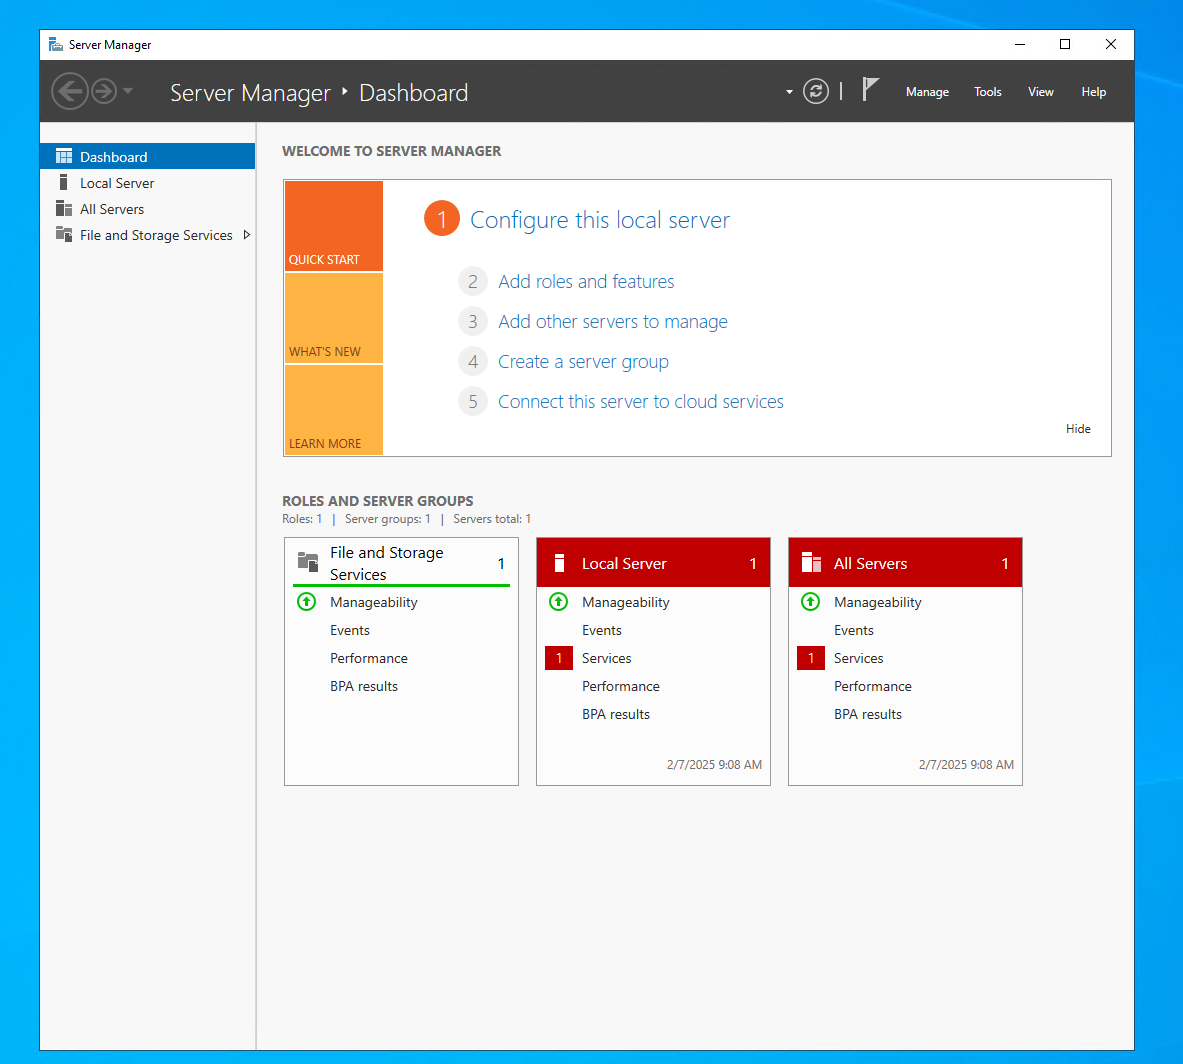 Server Manager
Server Manager ‣ Dashboard
Manage Tools View Help
Dashboard
Local Server
All Servers
File and Storage Services
WELCOME TO SERVER MANAGER
QUICK START
WHAT'S NEW
LEARN MORE
1 Configure this local server
2 Add roles and features
3 Add other servers to manage
4 Create a server group
5 Connect this server to cloud services
Hide
ROLES AND SERVER GROUPS
Roles: 1 | Server groups: 1 | Servers total: 1
File and Storage
Services 1
Manageability
Events
Performance
BPA results
Local Server 1
Manageability
Events
1 Services
Performance
BPA results
2/7/2025 9:08 AM
All Servers 1
Manageability
Events
1 Services
Performance
BPA results
2/7/2025 9:08 AM